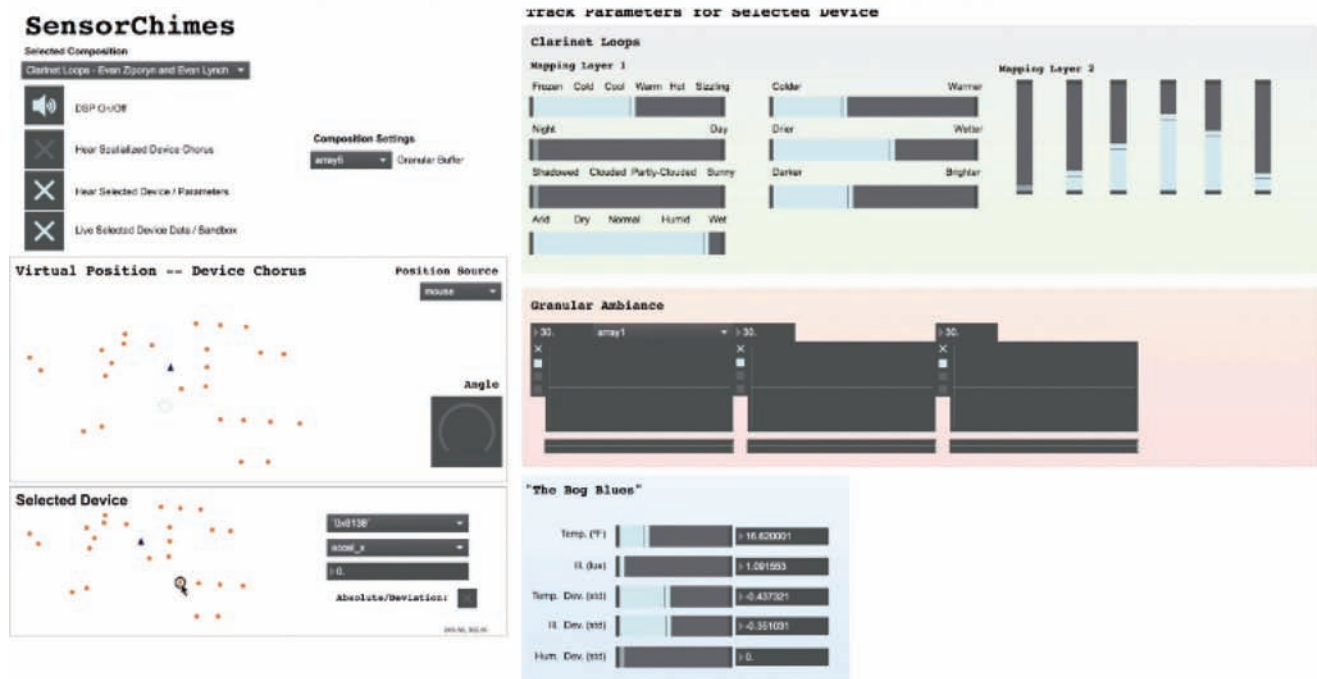 SensorChimes
Selected Composition
Clarinet Loops - Evan Ziporyn and Evan Lynch
DSP On/Off
Hear Spatialized Device Chorus
Hear Selected Device / Parameters
Live Selected Device Data / Sandbox
Composition Settings
array5 Granular Buffer
Virtual Position -- Device Chorus
Position Source
mouse
Angle
Selected Device
"0x8138"
accel_x
0.
Absolute/Deviation:
Track Parameters for Selected Device
Clarinet Loops
Mapping Layer 1
Frozen Cold Cool Warm Hot Sizzling
Night Day
Shadowed Clouded Partly-Clouded Sunny
Arid Dry Normal Humid Wet
Colder Warmer
Drier Wetter
Darker Brighter
Mapping Layer 2
Granular Ambiance
30. array1 30. 30.
"The Bog Blues"
Temp. (°F) 16.620001
Ill. (lux) 1.091553
Temp. Dev. (std) -0.437321
Ill. Dev. (std) -0.351031
Hum. Dev. (std) 0.